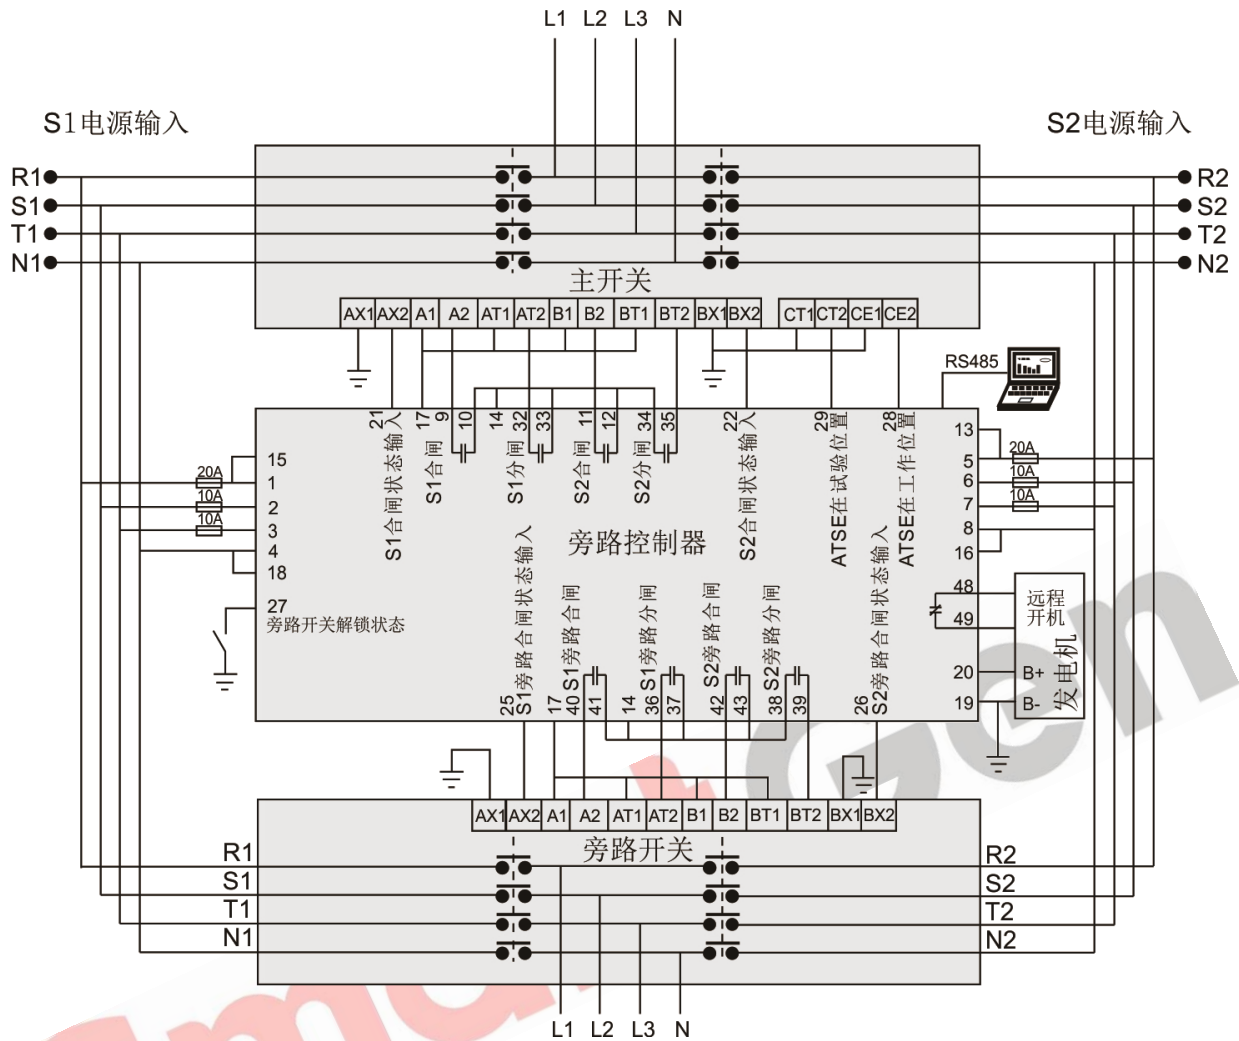 L1 L2 L3 N
S1电源输入
S2电源输入
R1
S1
T1
N1
R2
S2
T2
N2
主开关
AX1 AX2 A1 A2 AT1 AT2 B1 B2 BT1 BT2 BX1 BX2 CT1 CT2 CE1 CE2
RS485
21 17 9 10 14 32 33 11 12 34 35 22 29 28
S1合闸状态输入
S1合闸
S1分闸
S2合闸
S2分闸
S2合闸状态输入
ATSE在试验位置
ATSE在工作位置
15
20A
1
10A
2
10A
3
4
18
27
旁路开关解锁状态
旁路控制器
13
20A
5
10A
6
10A
7
8
16
48
49
20
19
远程
开机
B+
B-
发电机
S1旁路合闸状态输入
S1旁路合闸
S1旁路分闸
S2旁路合闸
S2旁路分闸
S2旁路合闸状态输入
25 17 40 41 14 36 37 42 43 38 39 26
AX1 AX2 A1 A2 AT1 AT2 B1 B2 BT1 BT2 BX1 BX2
旁路开关
R1
S1
T1
N1
R2
S2
T2
N2
L1 L2 L3 N
SmartGen